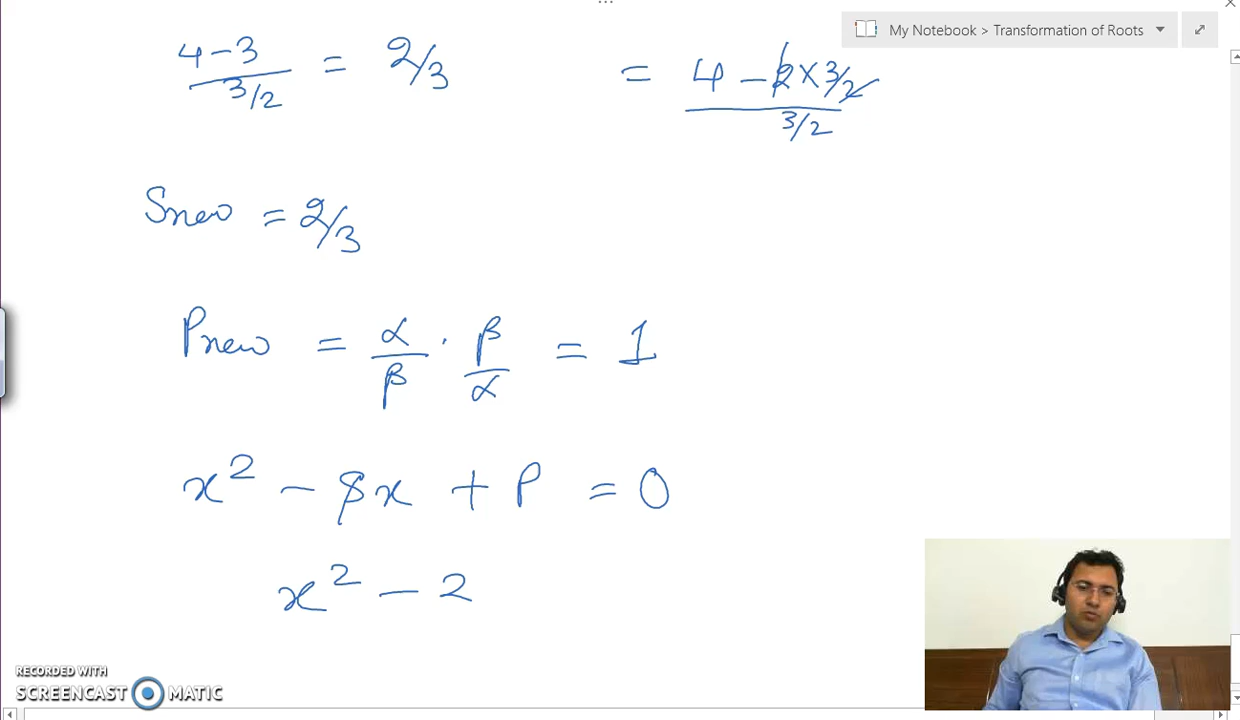 My Notebook > Transformation of Roots
4 - 3 / 3/2 = 2/3
= 4 - 2 × 3/2 / 3/2
Snew = 2/3
Pnew = α/β · β/α = 1
x² - Sx + P = 0
x² - 2
RECORDED WITH
SCREENCAST MATIC